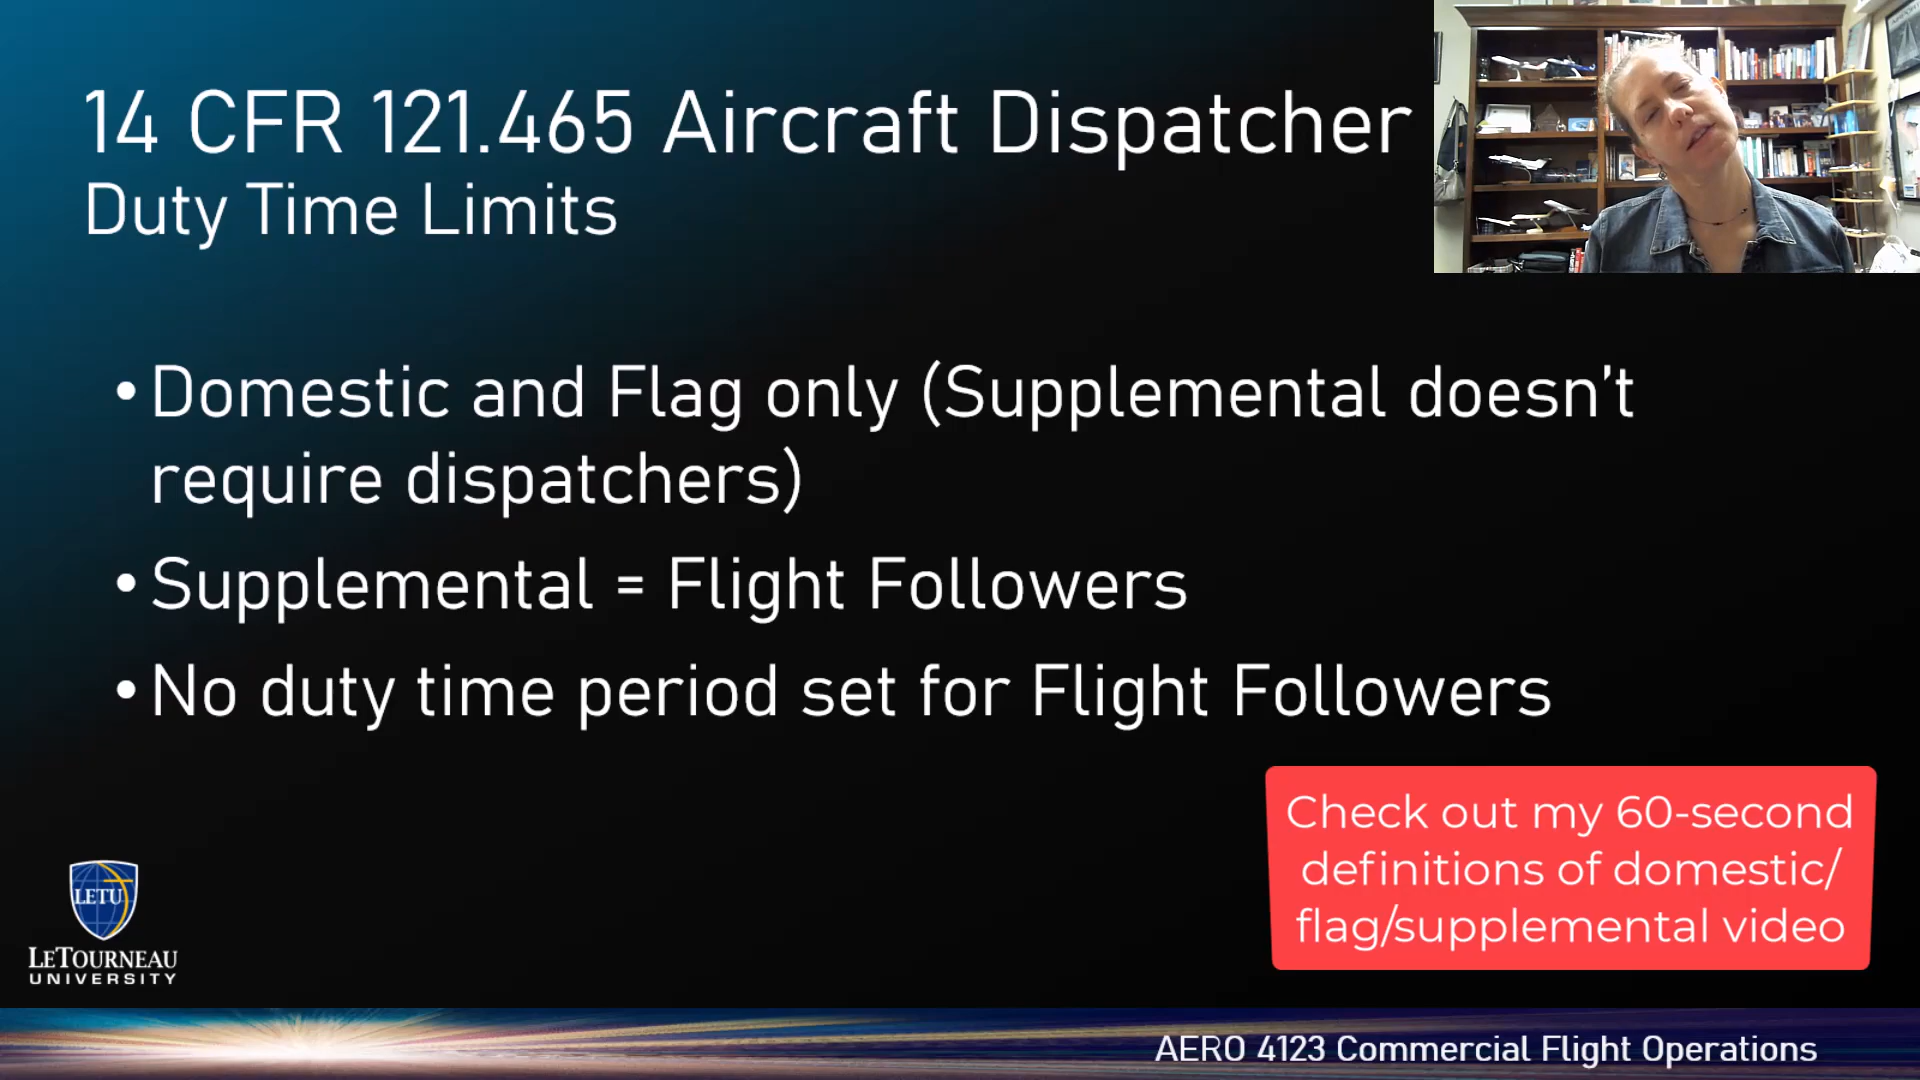 14 CFR 121.465 Aircraft Dispatcher
Duty Time Limits
• Domestic and Flag only (Supplemental doesn’t
require dispatchers)
• Supplemental = Flight Followers
• No duty time period set for Flight Followers
Check out my 60-second
definitions of domestic/
flag/supplemental video
LETU
LETOURNEAU
UNIVERSITY
AERO 4123 Commercial Flight Operations